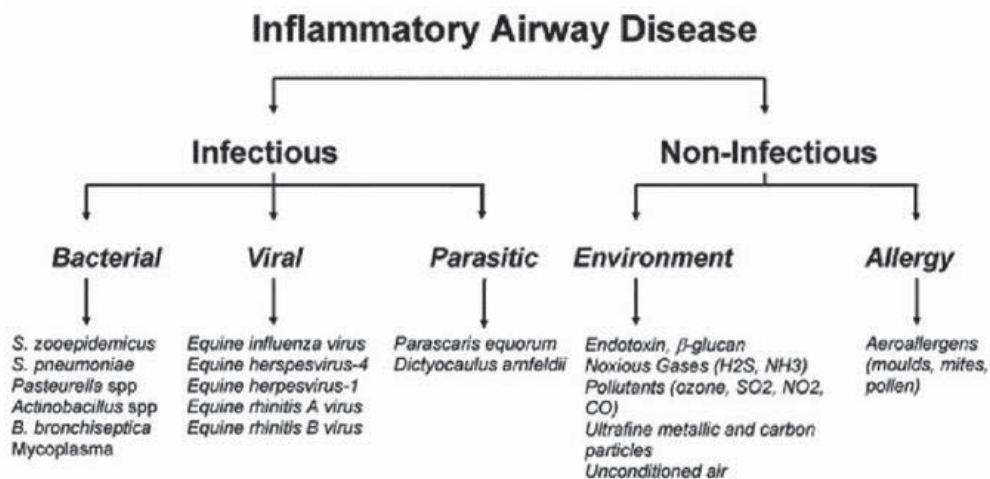 Inflammatory Airway Disease
Infectious
Non-Infectious
Bacterial
Viral
Parasitic
Environment
Allergy
S. zooepidemicus
S. pneumoniae
Pasteurella spp
Actinobacillus spp
B. bronchiseptica
Mycoplasma
Equine influenza virus
Equine herspesvirus-4
Equine herpesvirus-1
Equine rhinitis A virus
Equine rhinitis B virus
Parascaris equorum
Dictyocaulus arnfeldii
Endotoxin, β-glucan
Noxious Gases (H2S, NH3)
Pollutants (ozone, SO2, NO2,
CO)
Ultrafine metallic and carbon
particles
Unconditioned air
Aeroallergens
(moulds, mites,
pollen)